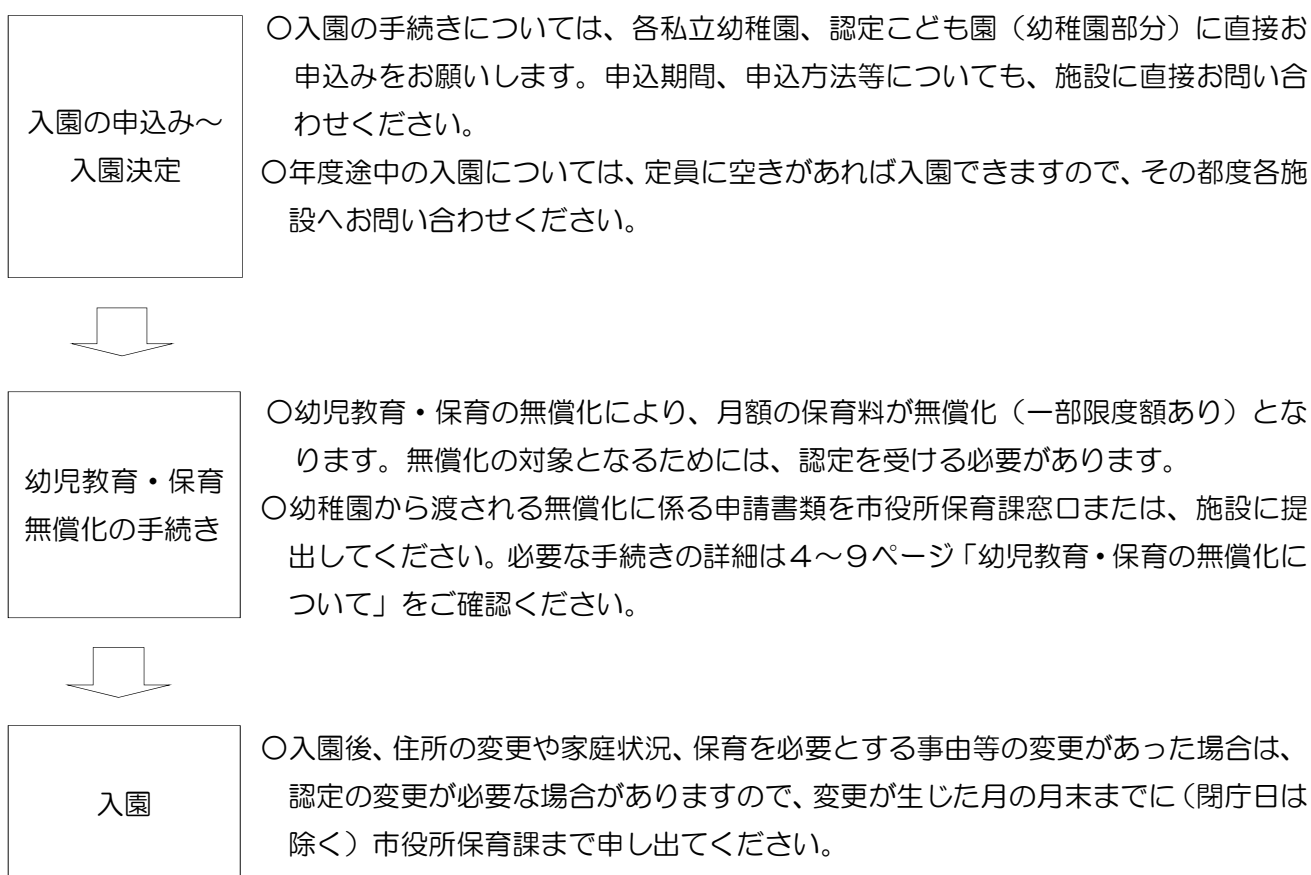 入園の申込み～
入園決定
〇入園の手続きについては、各私立幼稚園、認定こども園（幼稚園部分）に直接お
申込みをお願いします。申込期間、申込方法等についても、施設に直接お問い合
わせください。
〇年度途中の入園については、定員に空きがあれば入園できますので、その都度各施
設へお問い合わせください。
幼児教育・保育
無償化の手続き
〇幼児教育・保育の無償化により、月額の保育料が無償化（一部限度額あり）とな
ります。無償化の対象となるためには、認定を受ける必要があります。
〇幼稚園から渡される無償化に係る申請書類を市役所保育課窓口または、施設に提
出してください。必要な手続きの詳細は４～９ページ「幼児教育・保育の無償化に
ついて」をご確認ください。
入園
〇入園後、住所の変更や家庭状況、保育を必要とする事由等の変更があった場合は、
認定の変更が必要な場合がありますので、変更が生じた月の月末までに（閉庁日は
除く）市役所保育課まで申し出てください。